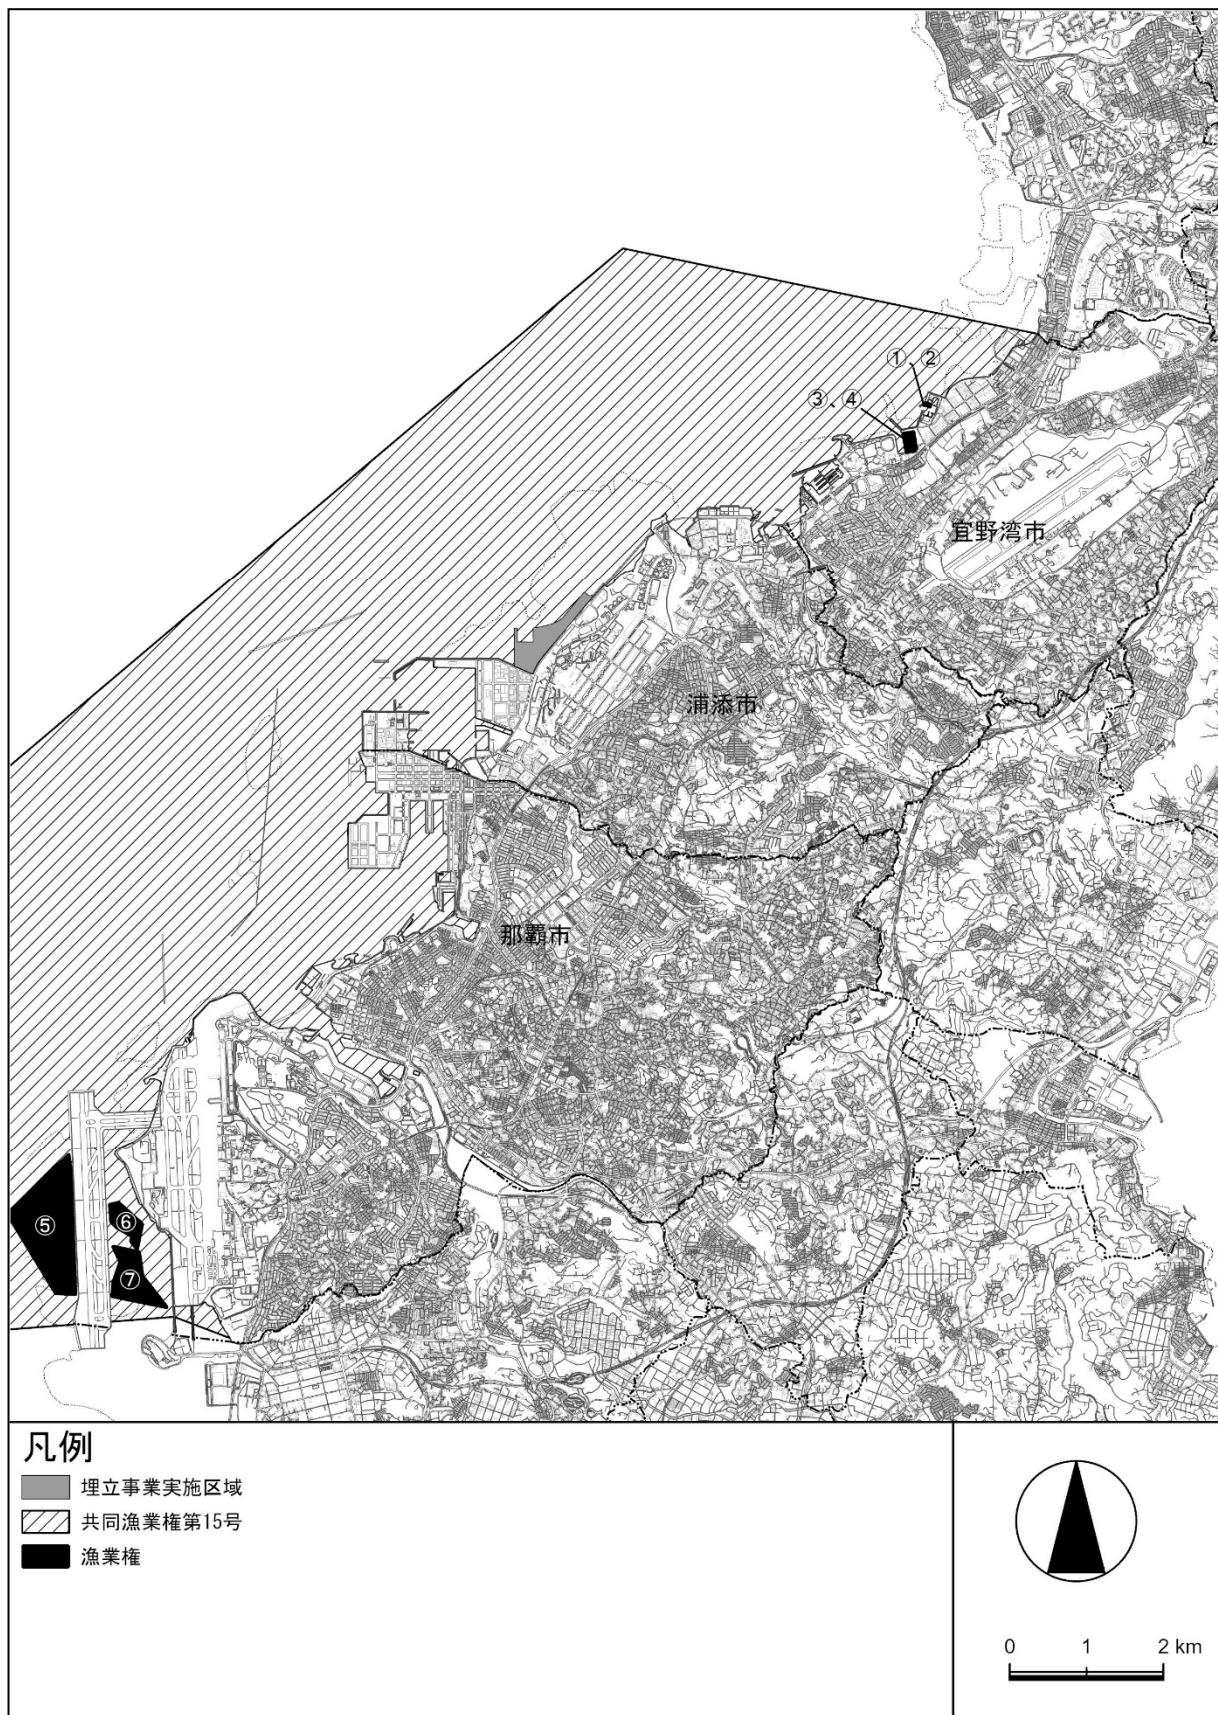 ①、②
③、④
宜野湾市
浦添市
那覇市
⑤
⑥
⑦
凡例
埋立事業実施区域
共同漁業権第15号
漁業権
0 1 2 km